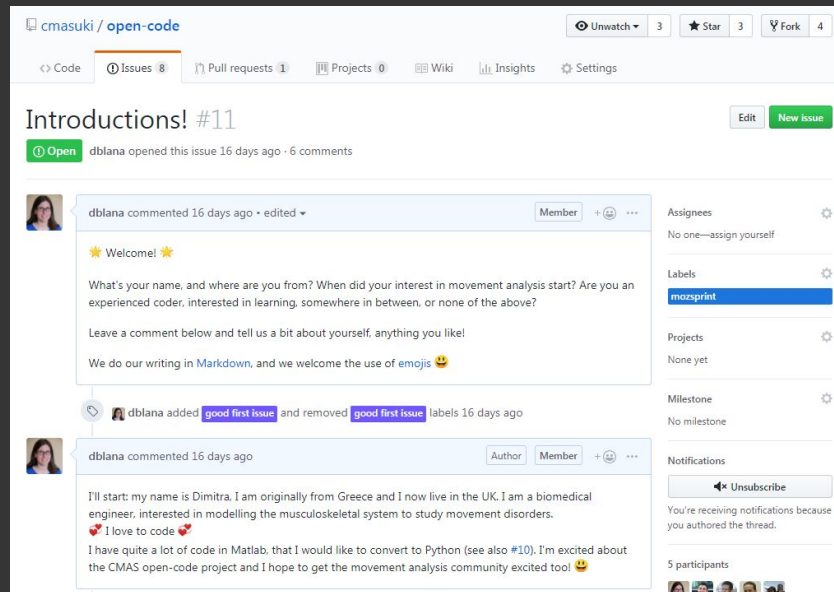 cmasuki / open-code
Unwatch 3 Star 3 Fork 4
Code Issues 8 Pull requests 1 Projects 0 Wiki Insights Settings
Introductions! #11
Edit New issue
Open dblana opened this issue 16 days ago · 6 comments
dblana commented 16 days ago • edited
Member
🌟 Welcome! 🌟
What's your name, and where are you from? When did your interest in movement analysis start? Are you an
experienced coder, interested in learning, somewhere in between, or none of the above?
Leave a comment below and tell us a bit about yourself, anything you like!
We do our writing in Markdown, and we welcome the use of emojis 😃
dblana added good first issue and removed good first issue labels 16 days ago
dblana commented 16 days ago
Author Member
I'll start: my name is Dimitra, I am originally from Greece and I now live in the UK. I am a biomedical
engineer, interested in modelling the musculoskeletal system to study movement disorders.
💞 I love to code 💞
I have quite a lot of code in Matlab, that I would like to convert to Python (see also #10). I'm excited about
the CMAS open-code project and I hope to get the movement analysis community excited too! 😃
Assignees
No one—assign yourself
Labels
mozsprint
Projects
None yet
Milestone
No milestone
Notifications
Unsubscribe
You're receiving notifications because
you authored the thread.
5 participants